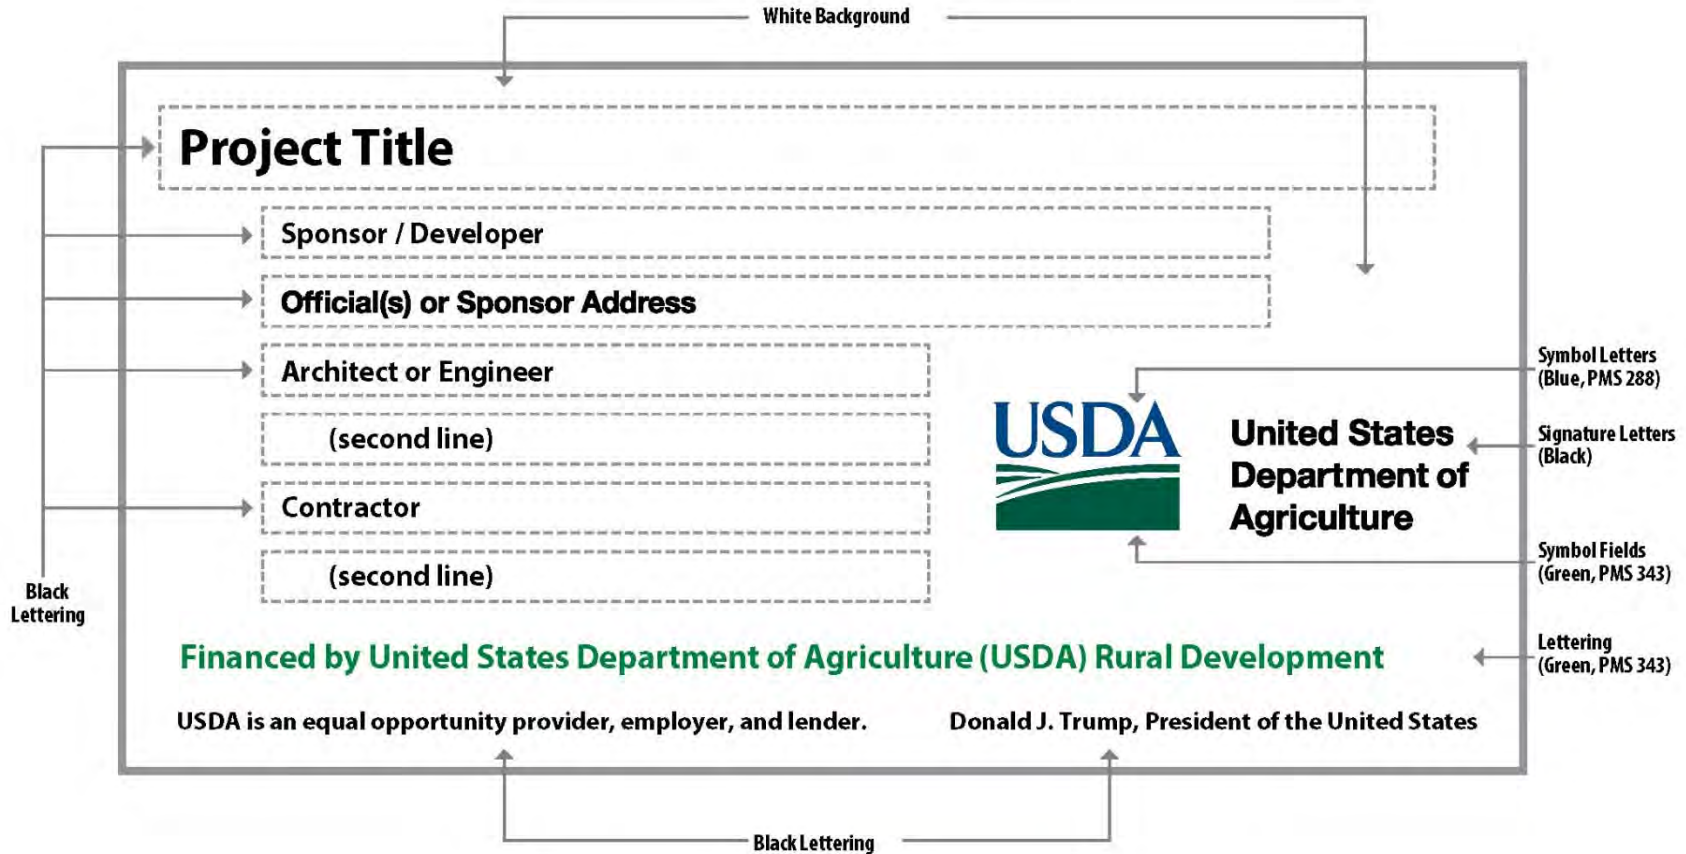 White Background
Project Title
Sponsor / Developer
Official(s) or Sponsor Address
Architect or Engineer
(second line)
Contractor
(second line)
Black
Lettering
USDA
United States
Department of
Agriculture
Symbol Letters
(Blue, PMS 288)
Signature Letters
(Black)
Symbol Fields
(Green, PMS 343)
Lettering
(Green, PMS 343)
Financed by United States Department of Agriculture (USDA) Rural Development
USDA is an equal opportunity provider, employer, and lender.
Donald J. Trump, President of the United States
Black Lettering